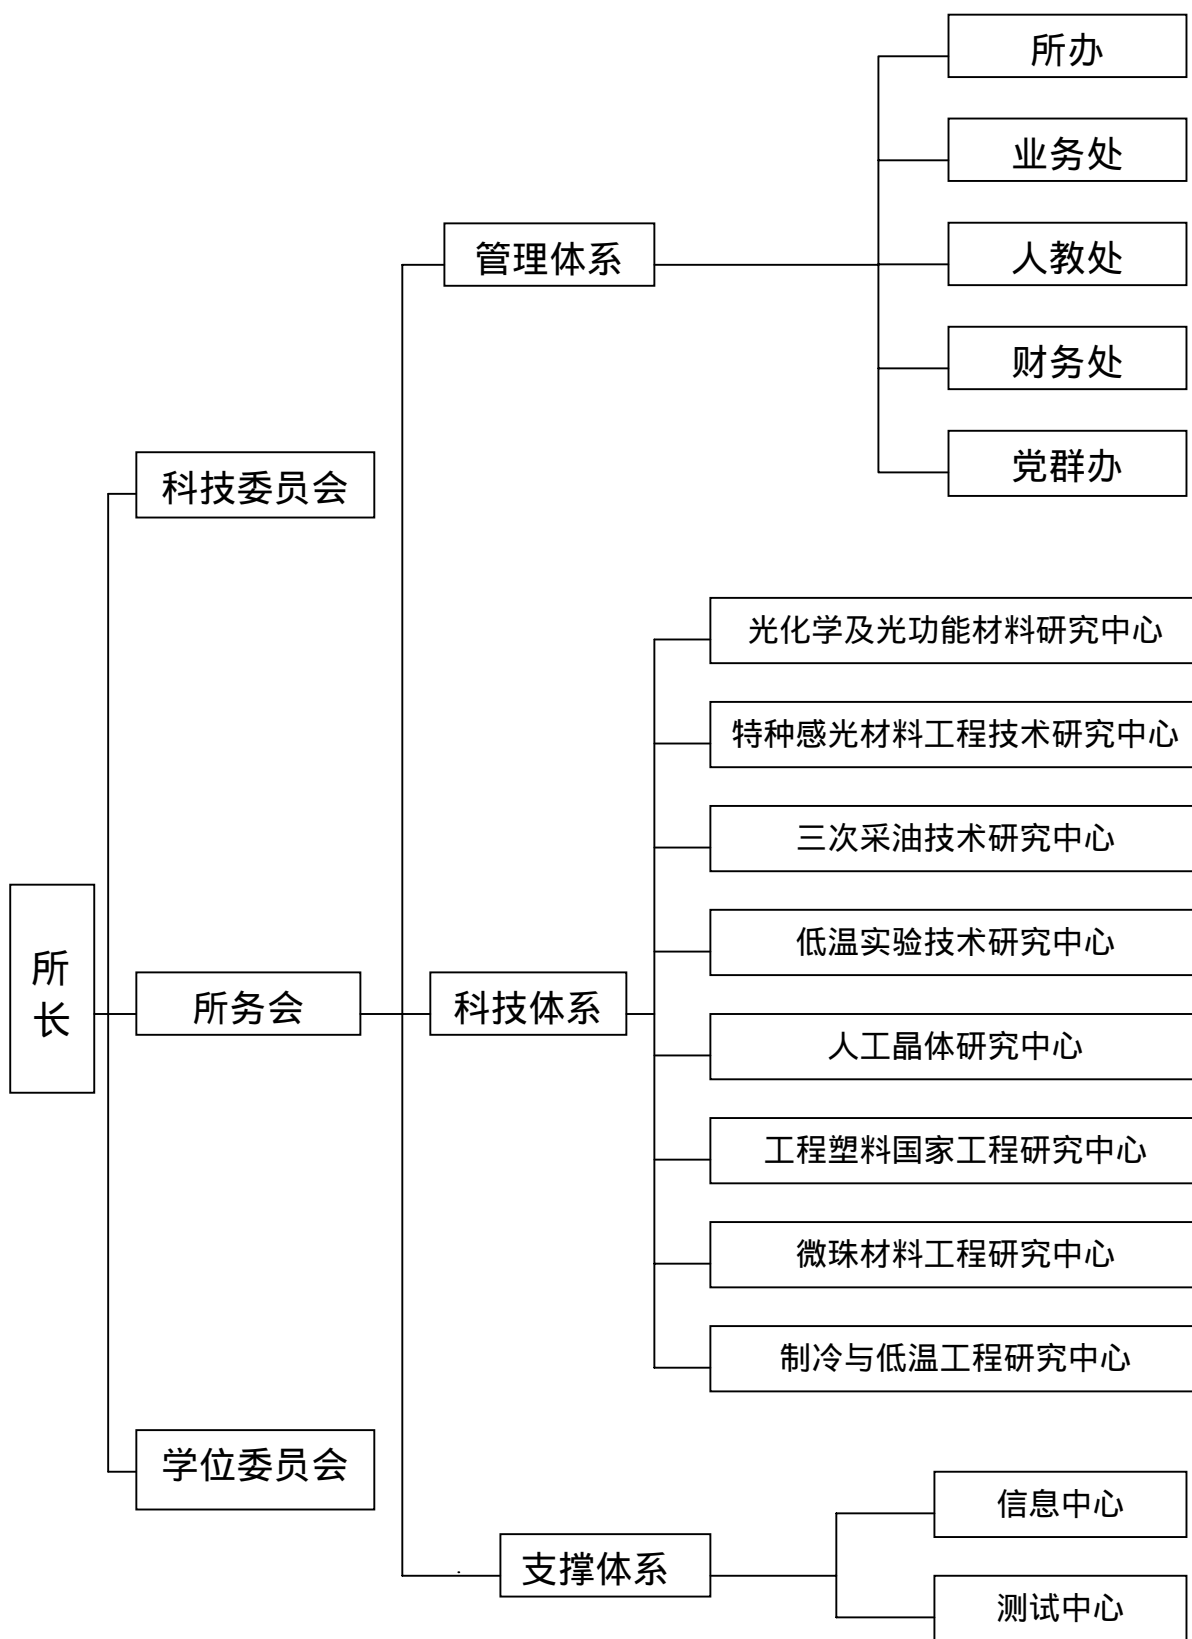 所办
业务处
管理体系
人教处
财务处
党群办
科技委员会
光化学及光功能材料研究中心
特种感光材料工程技术研究中心
三次采油技术研究中心
所
长
低温实验技术研究中心
所务会
科技体系
人工晶体研究中心
工程塑料国家工程研究中心
微珠材料工程研究中心
制冷与低温工程研究中心
学位委员会
信息中心
支撑体系
测试中心